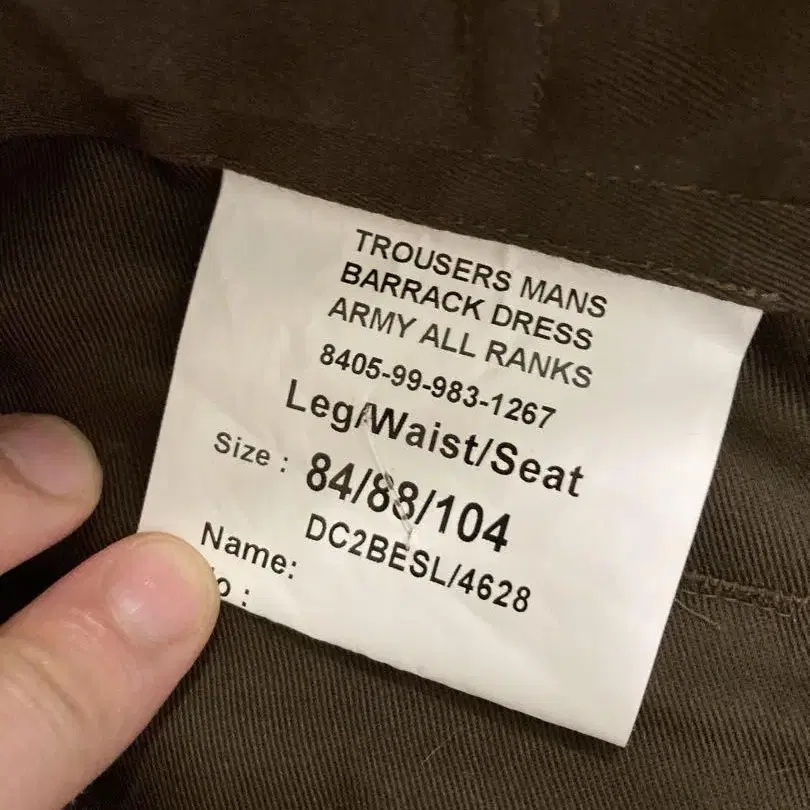 TROUSERS MANS
BARRACK DRESS
ARMY ALL RANKS
8405-99-983-1267
Leg/Waist/Seat
Size : 84/88/104
DC2BESL/4628
Name: